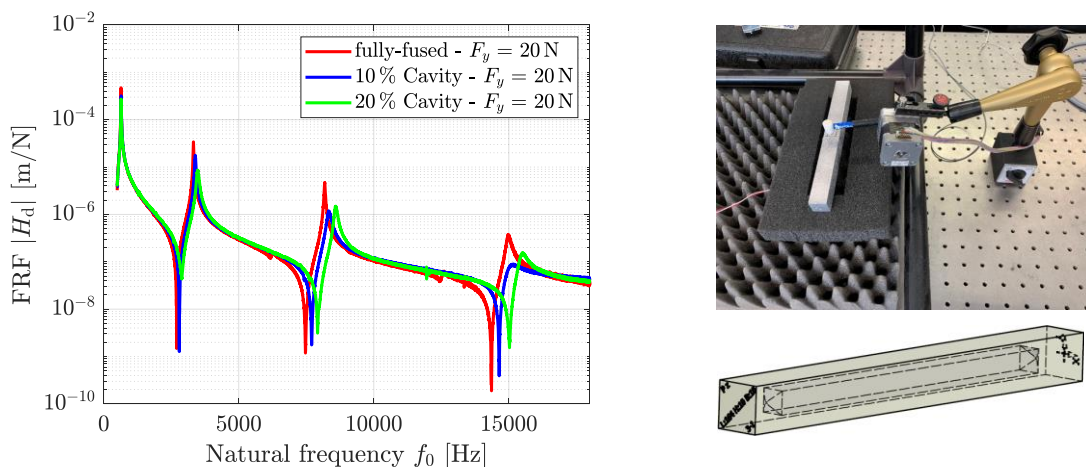 10^{-2}
10^{-4}
10^{-6}
10^{-8}
10^{-10}
FRF |H_d| [m/N]
fully-fused - F_y = 20 N
10 % Cavity - F_y = 20 N
20 % Cavity - F_y = 20 N
0 5000 10000 15000
Natural frequency f_0 [Hz]